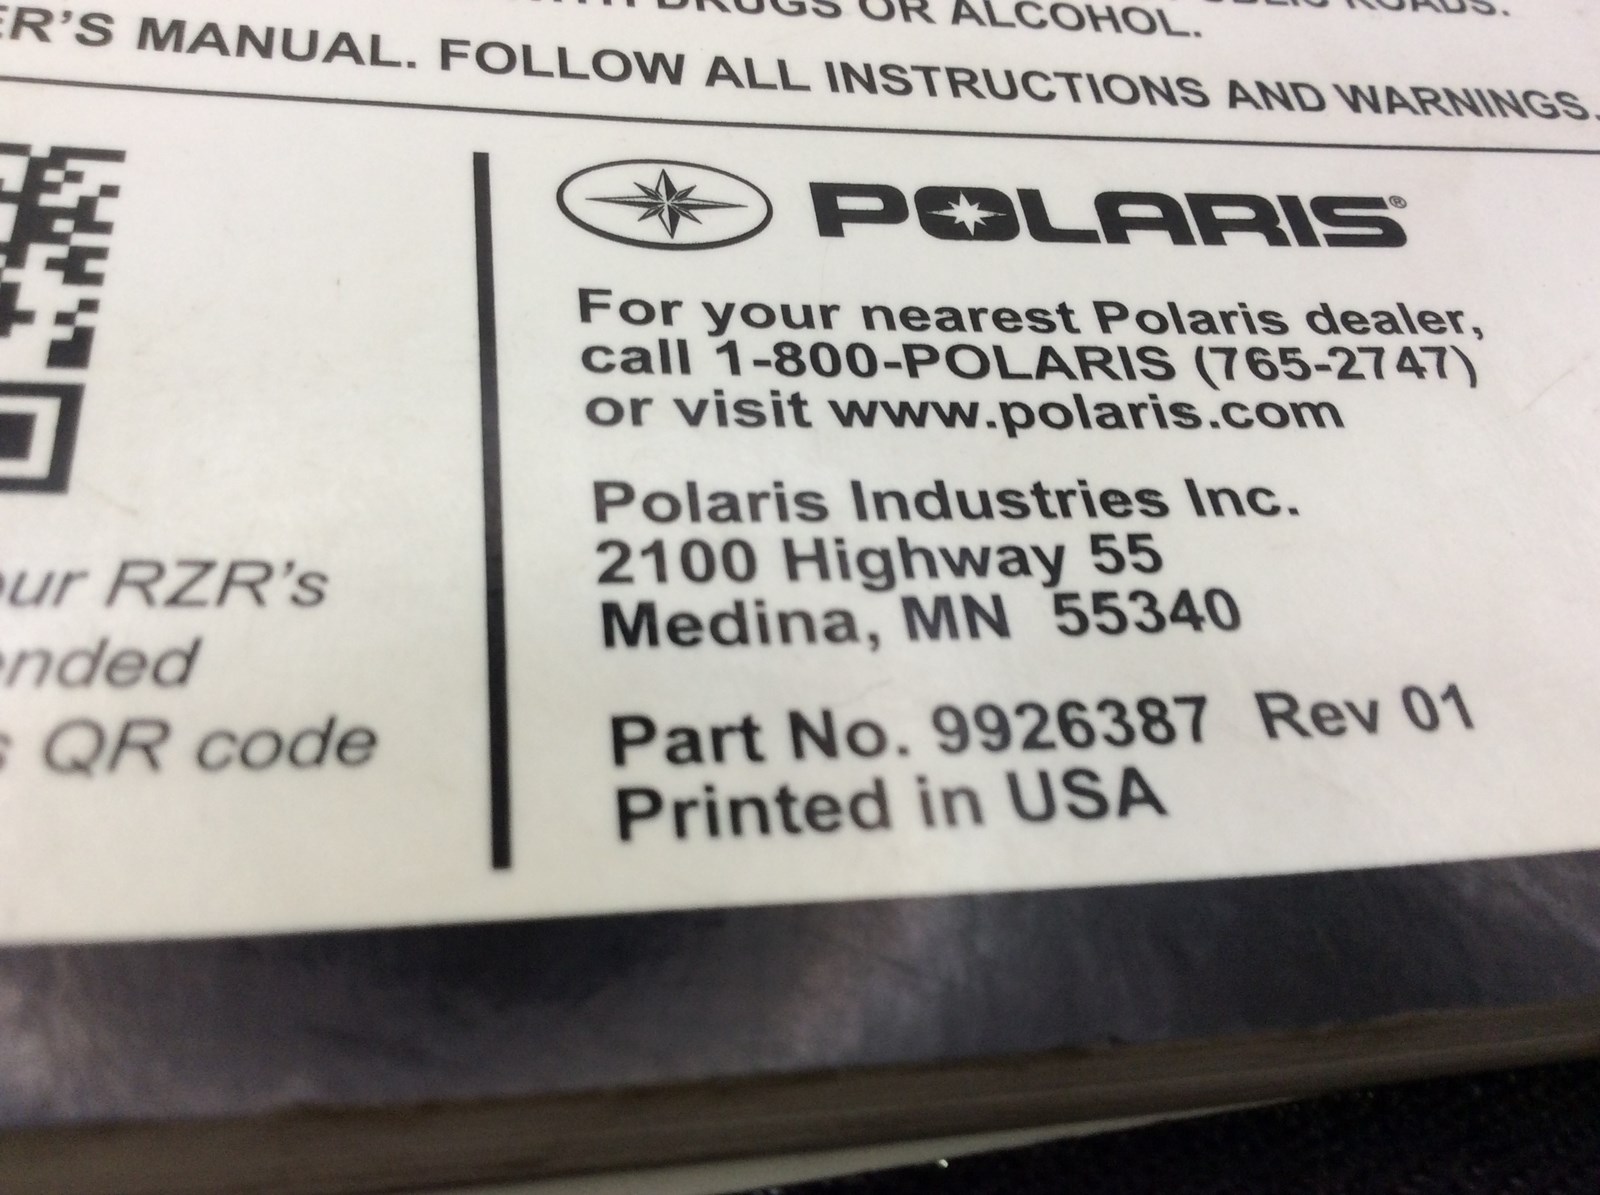 DRUGS OR ALCOHOL.
ROADS.
ER'S MANUAL. FOLLOW ALL INSTRUCTIONS AND WARNINGS.
POLARIS®
For your nearest Polaris dealer,
call 1-800-POLARIS (765-2747)
or visit www.polaris.com
Polaris Industries Inc.
2100 Highway 55
Medina, MN 55340
Part No. 9926387 Rev 01
Printed in USA
ur RZR's
nded
QR code